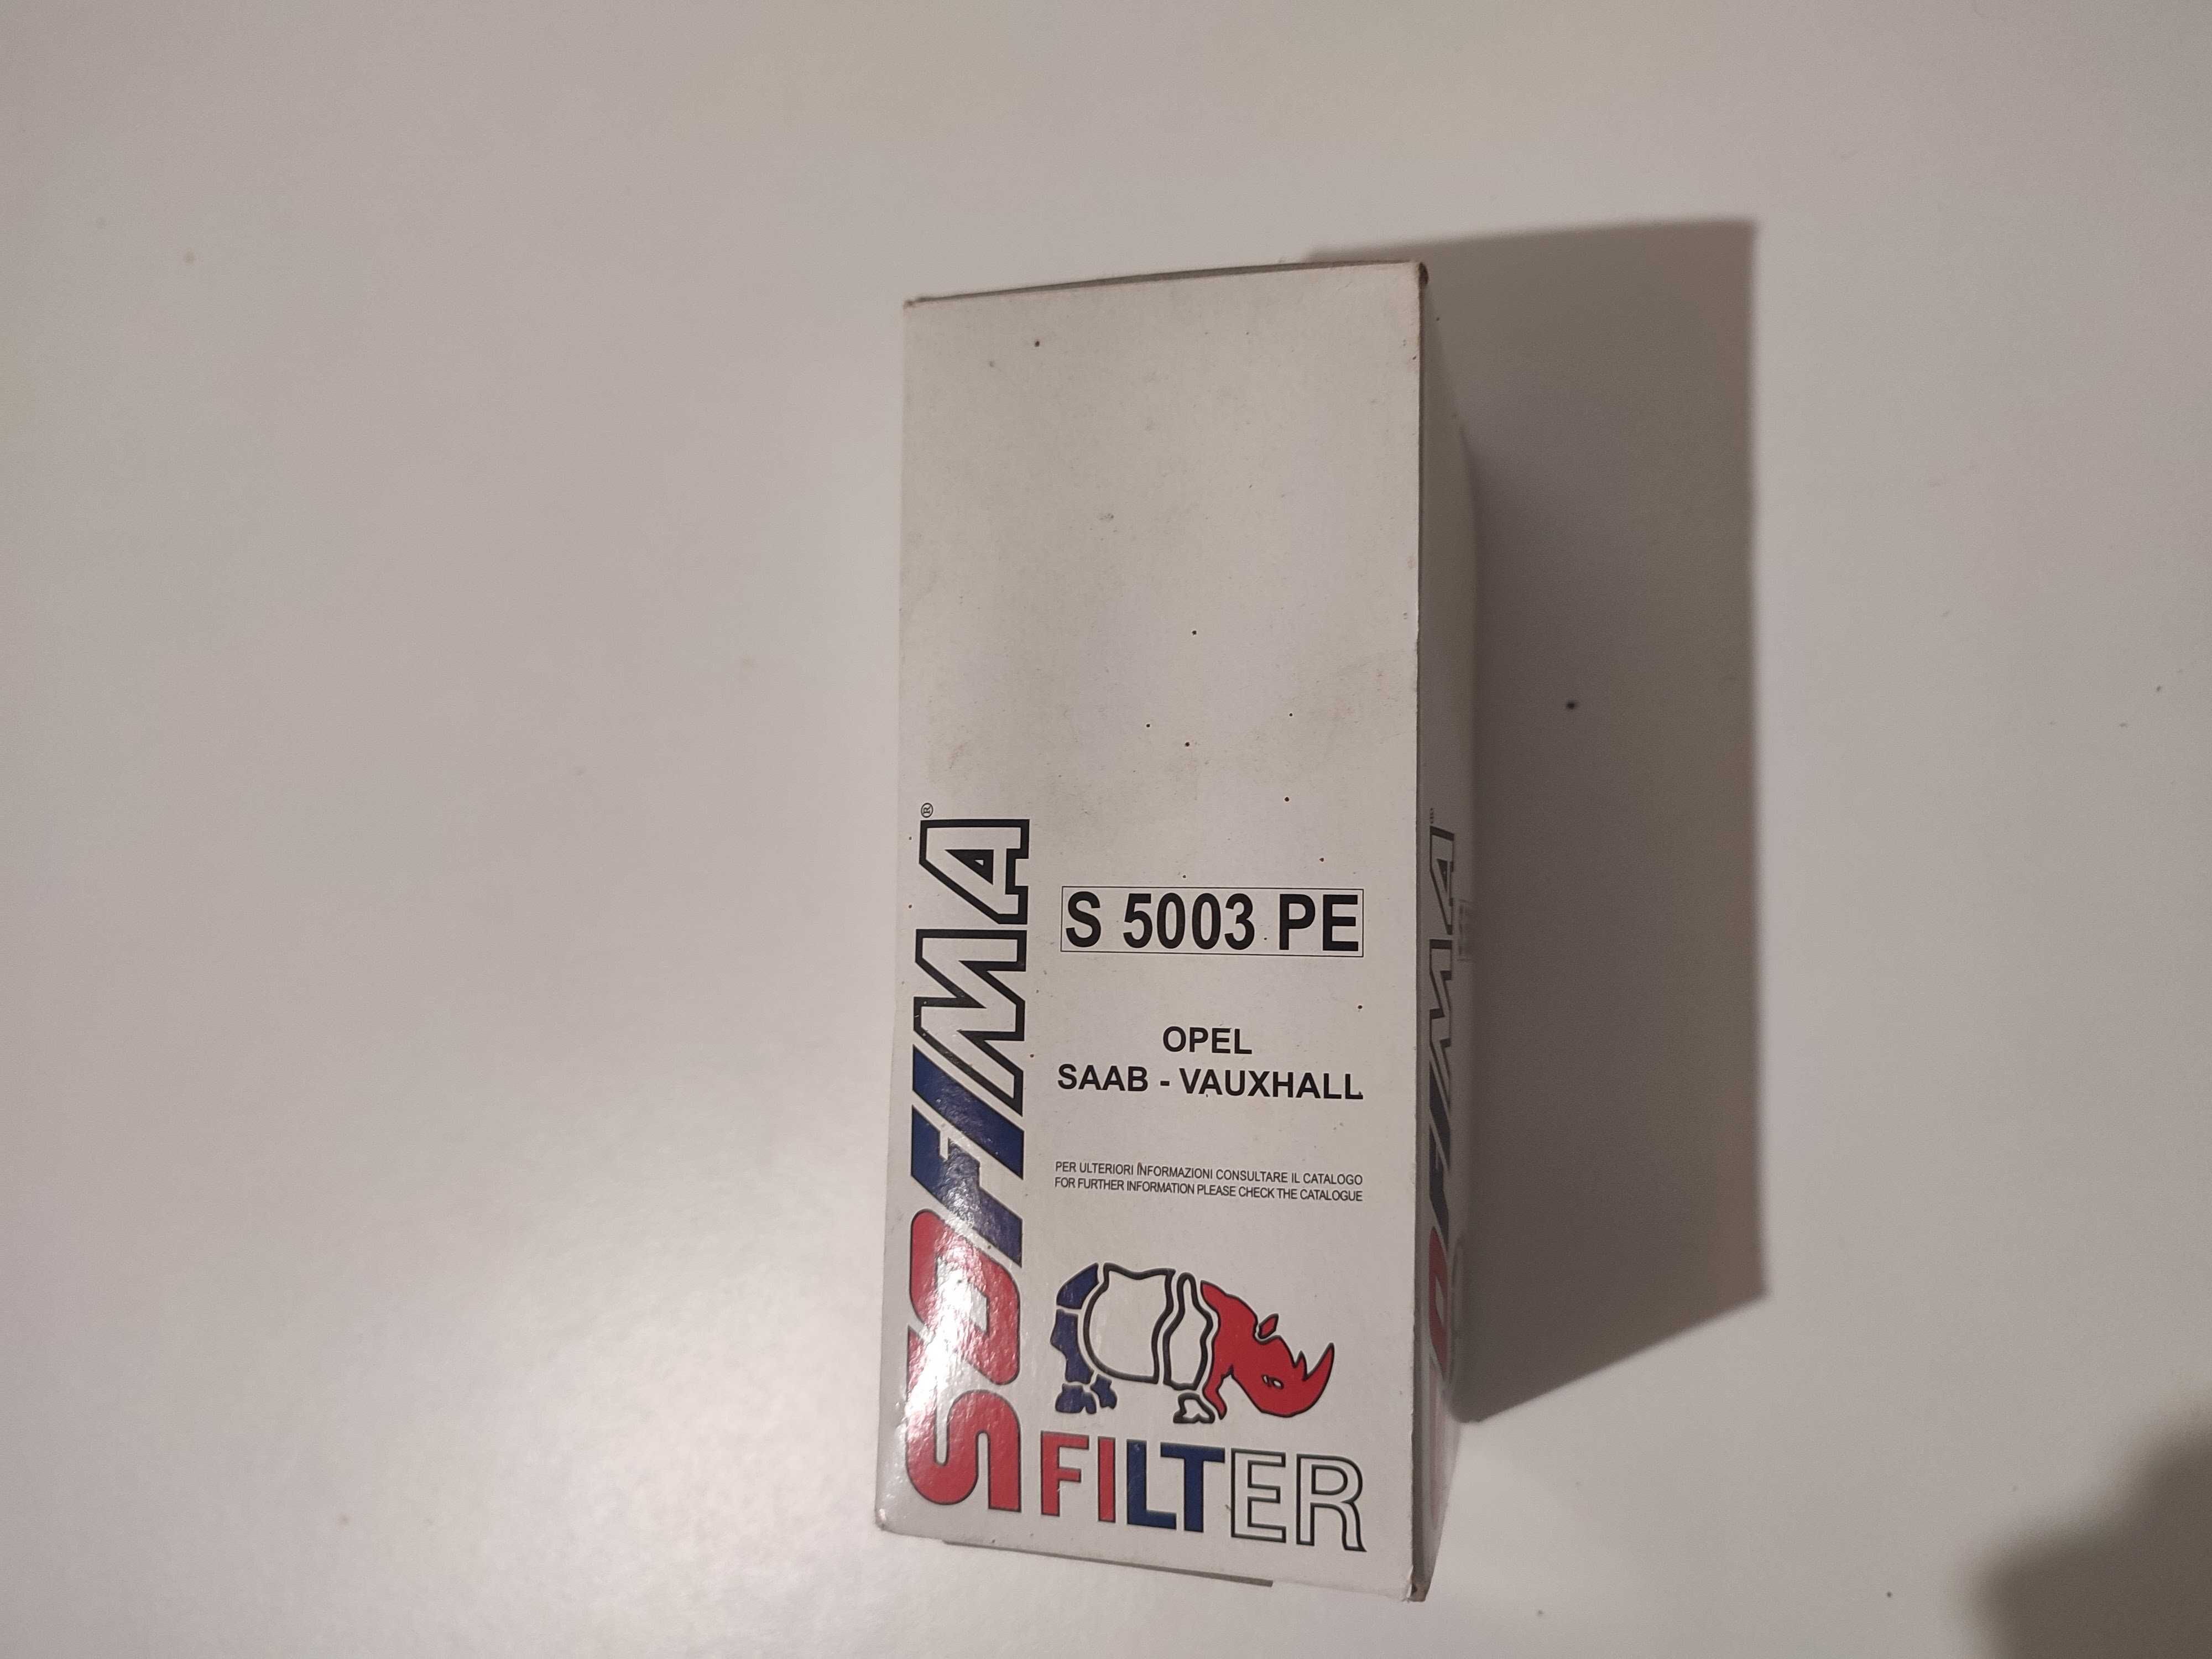 SOFIMA®
S 5003 PE
OPEL
SAAB - VAUXHALL
PER ULTERIORI INFORMAZIONI CONSULTARE IL CATALOGO
FOR FURTHER INFORMATION PLEASE CHECK THE CATALOGUE
FILTER
SOFIMA